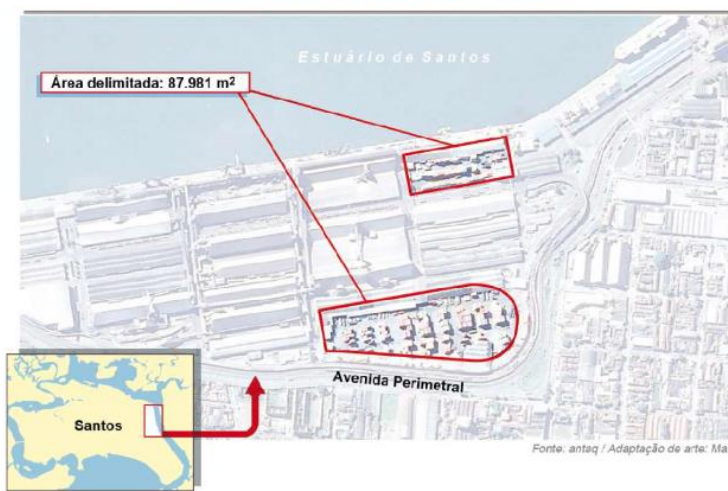 Estuário de Santos
Área delimitada: 87.981 m²
Avenida Perimetral
Santos
Fonte: antaq / Adaptação de arte: Ma